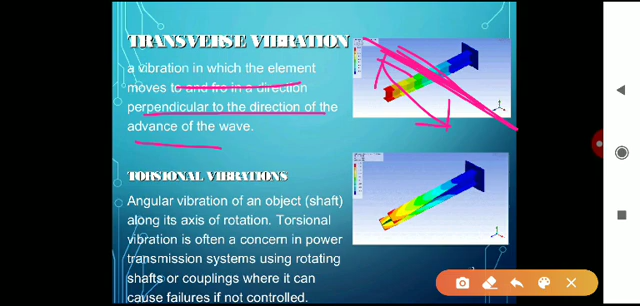 TRANSVERSE VIBRATION
a vibration in which the element
moves to and fro in a direction
perpendicular to the direction of the
advance of the wave.
TORSIONAL VIBRATIONS
Angular vibration of an object (shaft)
along its axis of rotation. Torsional
vibration is often a concern in power
transmission systems using rotating
shafts or couplings where it can
cause failures if not controlled.